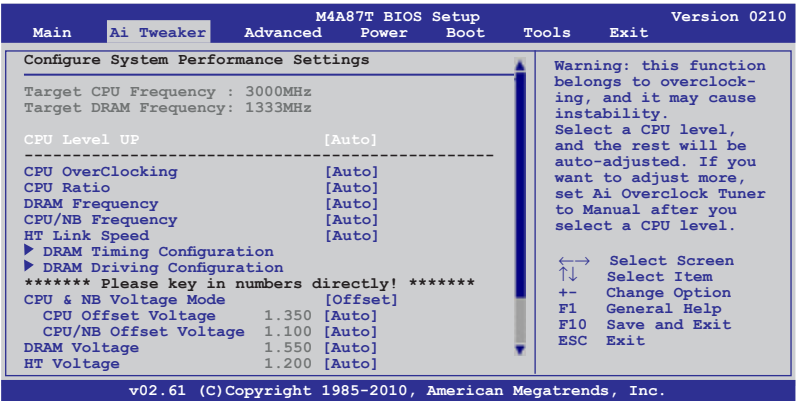 M4A87T BIOS Setup Version 0210
Main Ai Tweaker Advanced Power Boot Tools Exit
Configure System Performance Settings
Target CPU Frequency : 3000MHz
Target DRAM Frequency: 1333MHz
CPU Level UP [Auto]
--------------------------------------------------
CPU OverClocking [Auto]
CPU Ratio [Auto]
DRAM Frequency [Auto]
CPU/NB Frequency [Auto]
HT Link Speed [Auto]
DRAM Timing Configuration
DRAM Driving Configuration
******* Please key in numbers directly! *******
CPU & NB Voltage Mode [Offset]
CPU Offset Voltage 1.350 [Auto]
CPU/NB Offset Voltage 1.100 [Auto]
DRAM Voltage 1.550 [Auto]
HT Voltage 1.200 [Auto]
Warning: this function
belongs to overclock-
ing, and it may cause
instability.
Select a CPU level,
and the rest will be
auto-adjusted. If you
want to adjust more,
set Ai Overclock Tuner
to Manual after you
select a CPU level.
←→ Select Screen
↑↓ Select Item
+- Change Option
F1 General Help
F10 Save and Exit
ESC Exit
v02.61 (C)Copyright 1985-2010, American Megatrends, Inc.